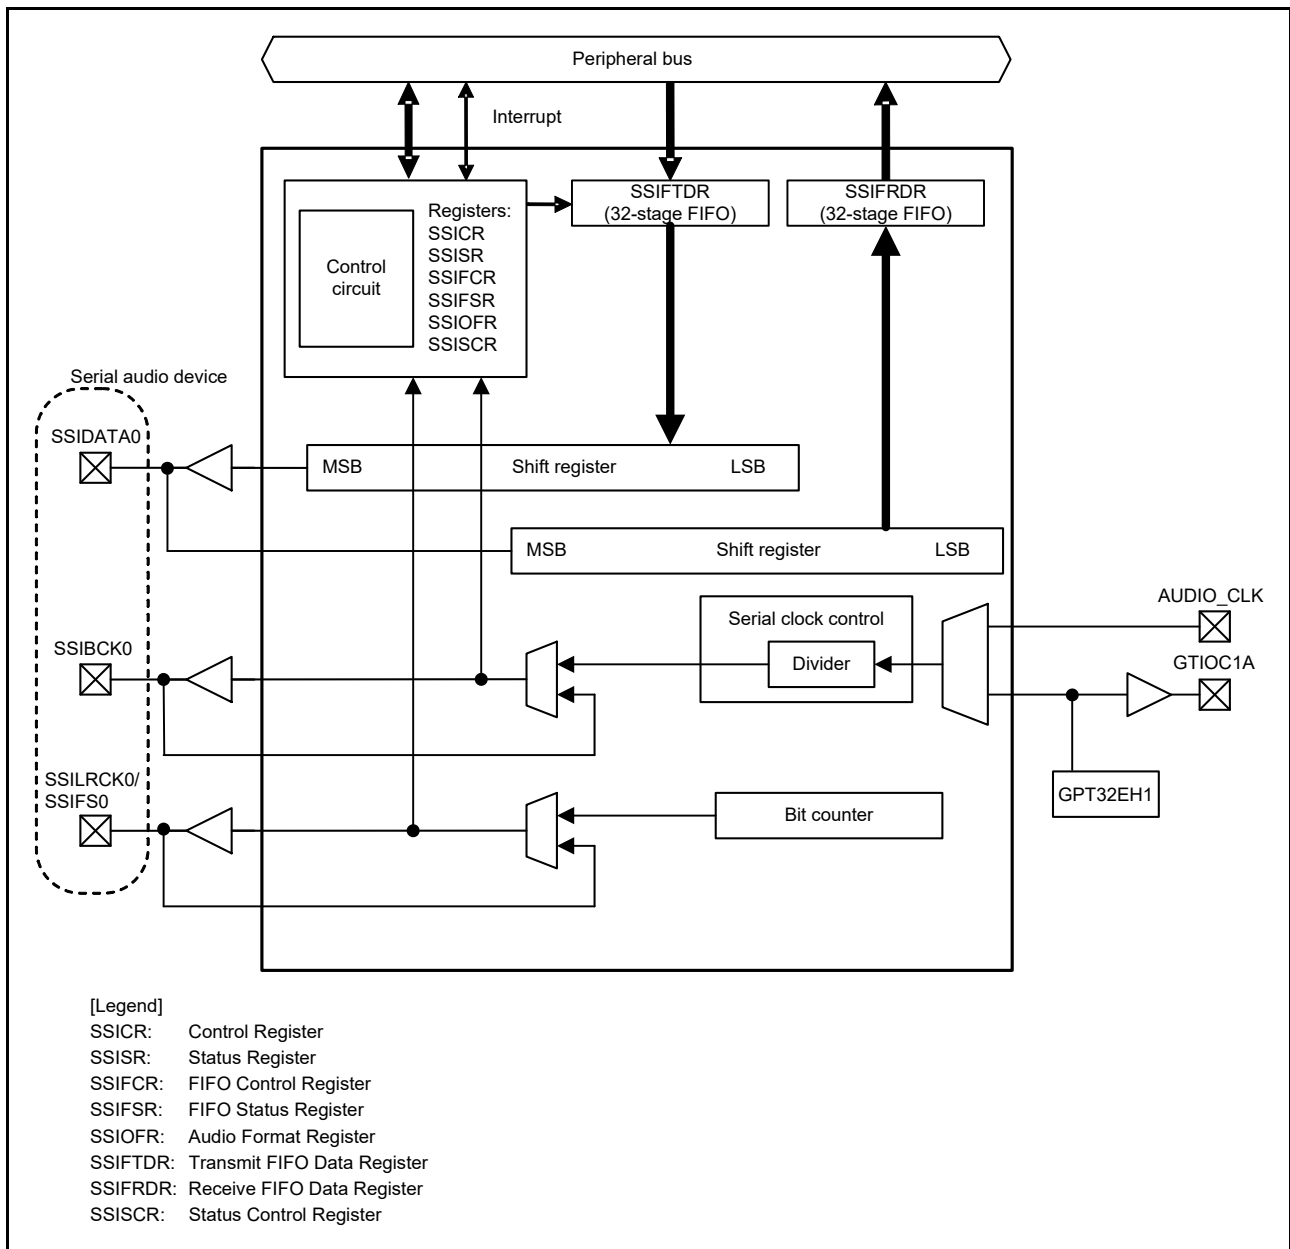 Peripheral bus
Interrupt
SSIFTDR
(32-stage FIFO)
SSIFRDR
(32-stage FIFO)
Control
circuit
Registers:
SSICR
SSISR
SSIFCR
SSIFSR
SSIOFR
SSISCR
Serial audio device
SSIDATA0
MSB Shift register LSB
MSB Shift register LSB
SSIBCK0
Serial clock control
Divider
AUDIO_CLK
GTIOC1A
GPT32EH1
SSILRCK0/
SSIFS0
Bit counter
[Legend]
SSICR: Control Register
SSISR: Status Register
SSIFCR: FIFO Control Register
SSIFSR: FIFO Status Register
SSIOFR: Audio Format Register
SSIFTDR: Transmit FIFO Data Register
SSIFRDR: Receive FIFO Data Register
SSISCR: Status Control Register